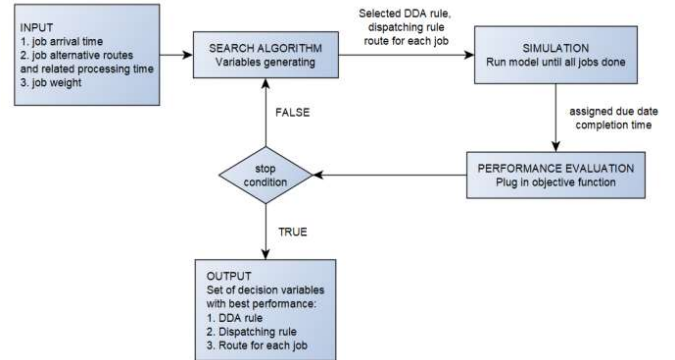 INPUT
1. job arrival time
2. job alternative routes
and related processing time
3. job weight
SEARCH ALGORITHM
Variables generating
Selected DDA rule,
dispatching rule
route for each job
SIMULATION
Run model until all jobs done
assigned due date
completion time
PERFORMANCE EVALUATION
Plug in objective function
stop
condition
FALSE
TRUE
OUTPUT
Set of decision variables
with best performance:
1. DDA rule
2. Dispatching rule
3. Route for each job